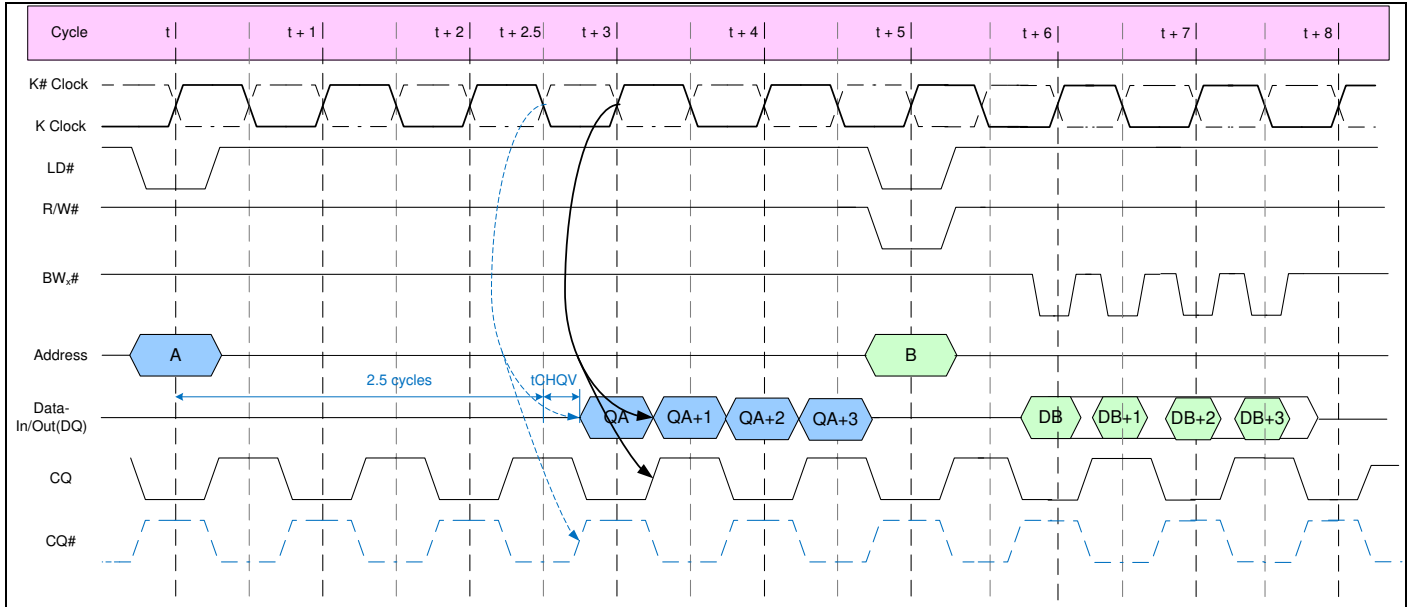 Cycle t t + 1 t + 2 t + 2.5 t + 3 t + 4 t + 5 t + 6 t + 7 t + 8
K# Clock
K Clock
LD#
R/W#
BWx#
Address A B
2.5 cycles tCHQV
Data-
In/Out(DQ) QA QA+1 QA+2 QA+3 DB DB+1 DB+2 DB+3
CQ
CQ#